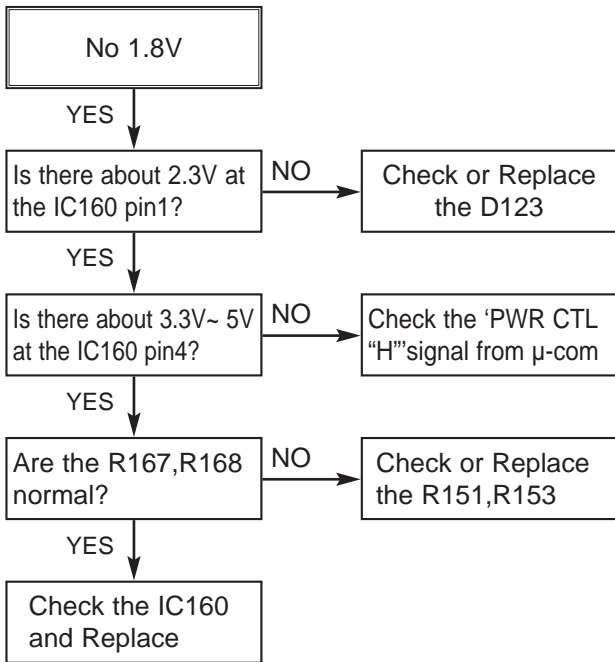 No 1.8V
YES
Is there about 2.3V at
the IC160 pin1?
NO
Check or Replace
the D123
YES
Is there about 3.3V~ 5V
at the IC160 pin4?
NO
Check the ‘PWR CTL
“H”’signal from µ-com
YES
Are the R167,R168
normal?
NO
Check or Replace
the R151,R153
YES
Check the IC160
and Replace